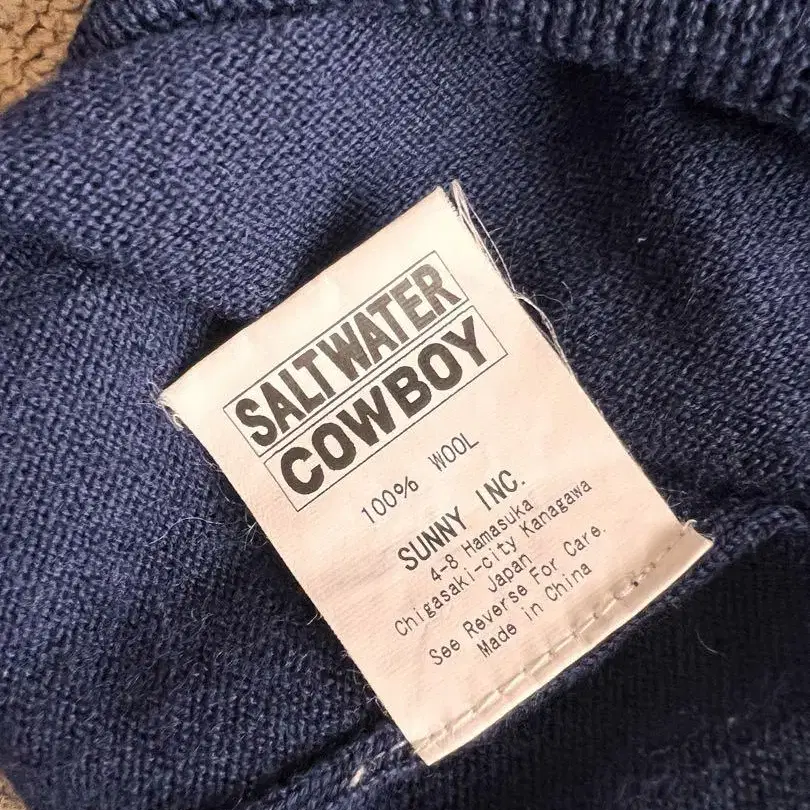 SALTWATER
COWBOY
100% WOOL
SUNNY INC.
4-8 Hamasuka
Chigasaki-city Kanagawa
Japan
See Reverse For Care.
Made in China